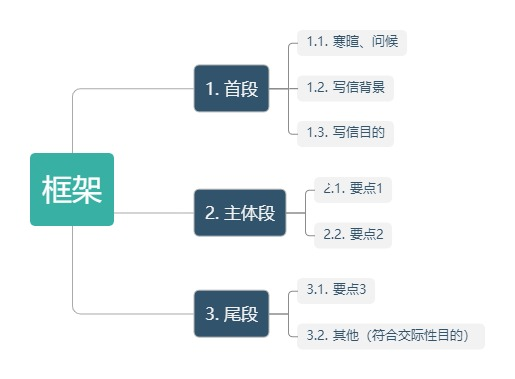 框架
1. 首段
1.1. 寒暄、问候
1.2. 写信背景
1.3. 写信目的
2. 主体段
2.1. 要点1
2.2. 要点2
3. 尾段
3.1. 要点3
3.2. 其他（符合交际性目的）